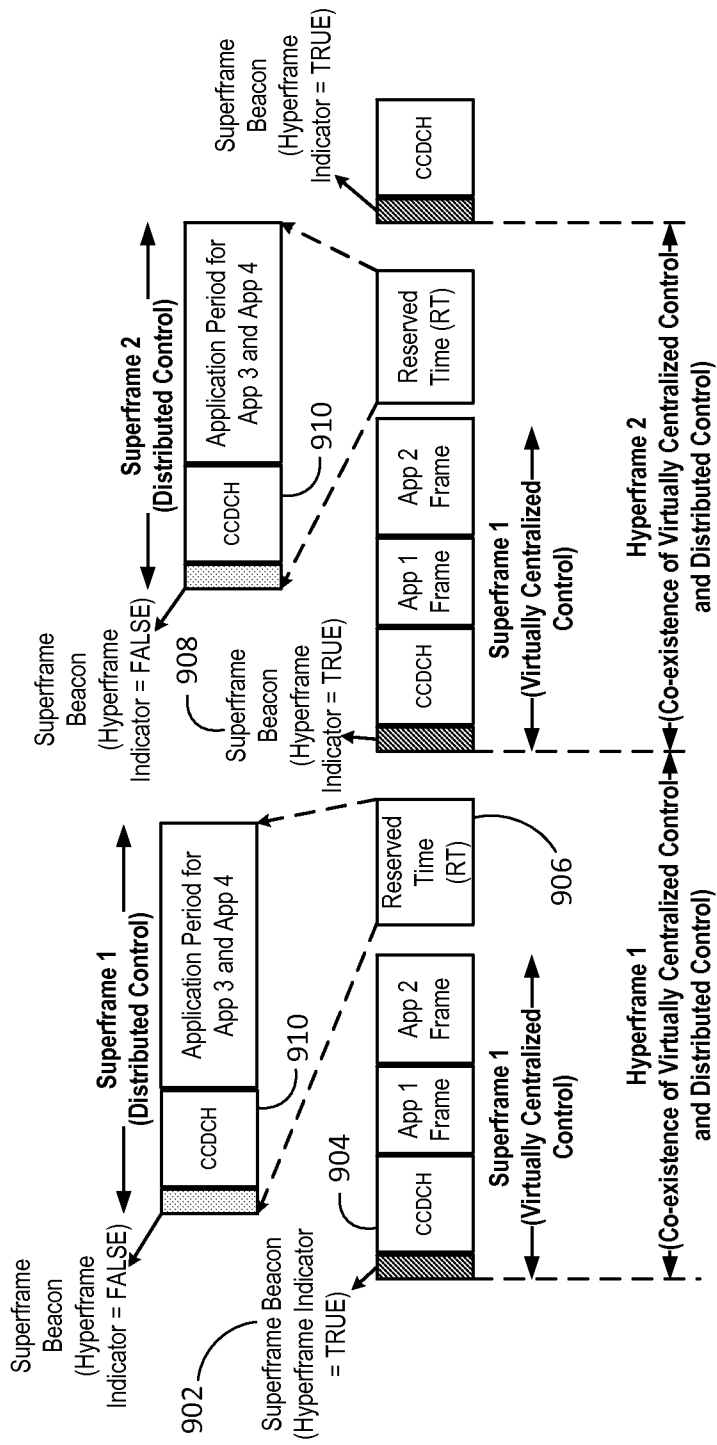 Superframe
Beacon
(Hyperframe
Indicator = FALSE)
Superframe 1
(Distributed Control)
CCDCH
Application Period for
App 3 and App 4
910
902
Superframe Beacon
(Hyperframe Indicator
= TRUE)
904
CCDCH
App 1
Frame
App 2
Frame
Reserved
Time
(RT)
906
Superframe 1
(Virtually Centralized
Control)
Hyperframe 1
(Co-existence of Virtually Centralized Control
and Distributed Control)
Superframe
Beacon
(Hyperframe
Indicator = FALSE)
Superframe 2
(Distributed Control)
CCDCH
Application Period for
App 3 and App 4
910
908
Superframe
Beacon
(Hyperframe
Indicator = TRUE)
CCDCH
App 1
Frame
App 2
Frame
Reserved
Time (RT)
Superframe 1
(Virtually Centralized
Control)
Hyperframe 2
(Co-existence of Virtually Centralized Control
and Distributed Control)
Superframe
Beacon
(Hyperframe
Indicator = TRUE)
CCDCH